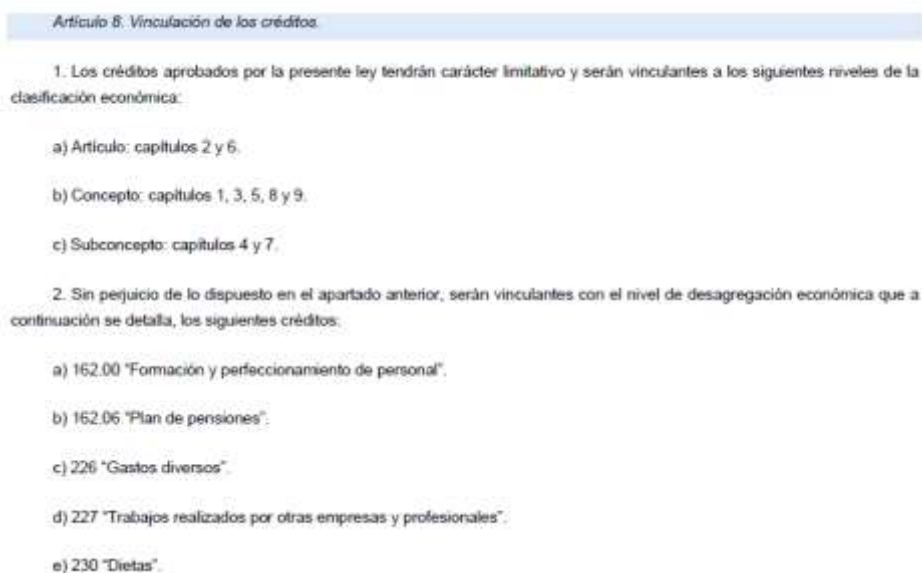 Artículo 8. Vinculación de los créditos.
1. Los créditos aprobados por la presente ley tendrán carácter limitativo y serán vinculantes a los siguientes niveles de la
clasificación económica:
a) Artículo: capítulos 2 y 6.
b) Concepto: capítulos 1, 3, 5, 8 y 9.
c) Subconcepto: capítulos 4 y 7.
2. Sin perjuicio de lo dispuesto en el apartado anterior, serán vinculantes con el nivel de desagregación económica que a
continuación se detalla, los siguientes créditos:
a) 162.00 "Formación y perfeccionamiento de personal".
b) 162.06 "Plan de pensiones".
c) 226 "Gastos diversos".
d) 227 "Trabajos realizados por otras empresas y profesionales".
e) 230 "Dietas".